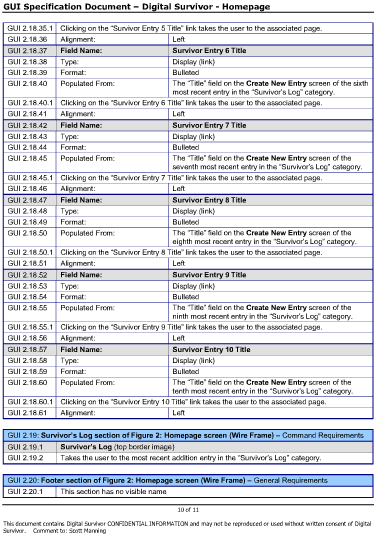 GUI Specification Document – Digital Survivor - Homepage
GUI 2.18.35.1 Clicking on the "Survivor Entry 5 Title" link takes the user to the associated page.
GUI 2.18.36 Alignment: Left
GUI 2.18.37 Field Name: Survivor Entry 6 Title
GUI 2.18.38 Type: Display (link)
GUI 2.18.39 Format: Bulleted
GUI 2.18.40 Populated From: The "Title" field on the Create New Entry screen of the sixth
most recent entry in the "Survivor's Log" category.
GUI 2.18.40.1 Clicking on the "Survivor Entry 6 Title" link takes the user to the associated page.
GUI 2.18.41 Alignment: Left
GUI 2.18.42 Field Name: Survivor Entry 7 Title
GUI 2.18.43 Type: Display (link)
GUI 2.18.44 Format: Bulleted
GUI 2.18.45 Populated From: The "Title" field on the Create New Entry screen of the
seventh most recent entry in the "Survivor's Log" category.
GUI 2.18.45.1 Clicking on the "Survivor Entry 7 Title" link takes the user to the associated page.
GUI 2.18.46 Alignment: Left
GUI 2.18.47 Field Name: Survivor Entry 8 Title
GUI 2.18.48 Type: Display (link)
GUI 2.18.49 Format: Bulleted
GUI 2.18.50 Populated From: The "Title" field on the Create New Entry screen of the
eighth most recent entry in the "Survivor's Log" category.
GUI 2.18.50.1 Clicking on the "Survivor Entry 8 Title" link takes the user to the associated page.
GUI 2.18.51 Alignment: Left
GUI 2.18.52 Field Name: Survivor Entry 9 Title
GUI 2.18.53 Type: Display (link)
GUI 2.18.54 Format: Bulleted
GUI 2.18.55 Populated From: The "Title" field on the Create New Entry screen of the
ninth most recent entry in the "Survivor's Log" category.
GUI 2.18.55.1 Clicking on the "Survivor Entry 9 Title" link takes the user to the associated page.
GUI 2.18.56 Alignment: Left
GUI 2.18.57 Field Name: Survivor Entry 10 Title
GUI 2.18.58 Type: Display (link)
GUI 2.18.59 Format: Bulleted
GUI 2.18.60 Populated From: The "Title" field on the Create New Entry screen of the
tenth most recent entry in the "Survivor's Log" category.
GUI 2.18.60.1 Clicking on the "Survivor Entry 10 Title" link takes the user to the associated page.
GUI 2.18.61 Alignment: Left
GUI 2.19: Survivor's Log section of Figure 2: Homepage screen (Wire Frame) – Command Requirements
GUI 2.19.1 Survivor's Log (top border image)
GUI 2.19.2 Takes the user to the most recent addition entry in the "Survivor's Log" category.
GUI 2.20: Footer section of Figure 2: Homepage screen (Wire Frame) – General Requirements
GUI 2.20.1 This section has no visible name
10 of 11
This document contains Digital Survivor CONFIDENTIAL INFORMATION and may not be reproduced or used without written consent of Digital
Survivor. Comment to: Scott Manning